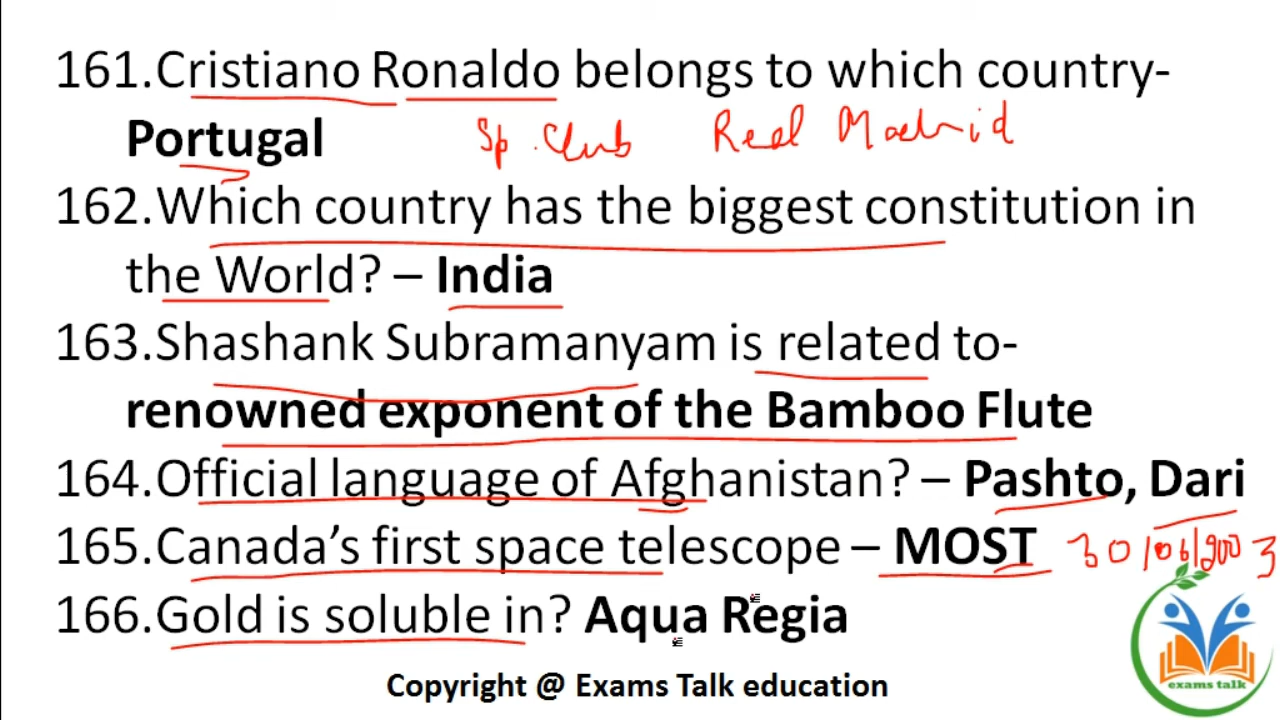 161.Cristiano Ronaldo belongs to which country-
Portugal Sp. Club Real Madrid
162.Which country has the biggest constitution in
the World? – India
163.Shashank Subramanyam is related to-
renowned exponent of the Bamboo Flute
164.Official language of Afghanistan? – Pashto, Dari
165.Canada’s first space telescope – MOST 30/06/2003
166.Gold is soluble in? Aqua Regia
exams talk
Copyright @ Exams Talk education